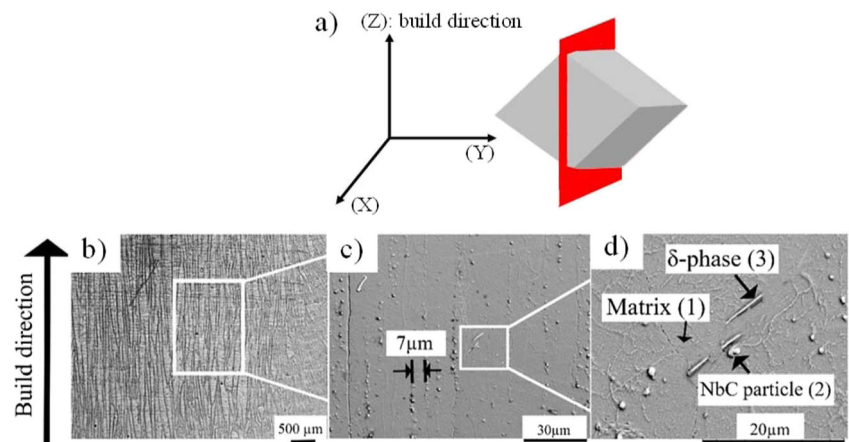 a)
(Z): build direction
(Y)
(X)
Build direction
b)
500 µm
c)
7µm
30µm
d)
δ-phase (3)
Matrix (1)
NbC particle (2)
20µm